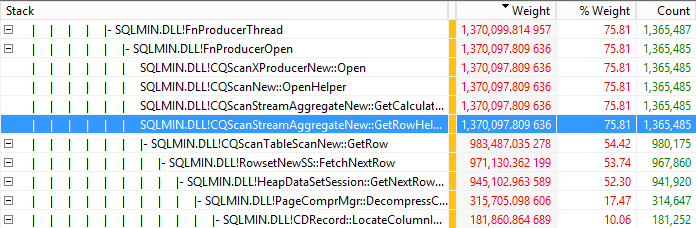 Stack Weight % Weight Count
| | | | | |- SQLMIN.DLL!FnProducerThread 1,370,099.814 957 75.81 1,365,487
| | | | | | |- SQLMIN.DLL!FnProducerOpen 1,370,097.809 636 75.81 1,365,485
| | | | | | SQLMIN.DLL!CQScanXProducerNew::Open 1,370,097.809 636 75.81 1,365,485
| | | | | | SQLMIN.DLL!CQScanNew::OpenHelper 1,370,097.809 636 75.81 1,365,485
| | | | | | SQLMIN.DLL!CQScanStreamAggregateNew::GetCalculat... 1,370,097.809 636 75.81 1,365,485
| | | | | | SQLMIN.DLL!CQScanStreamAggregateNew::GetRowHel... 1,370,097.809 636 75.81 1,365,485
| | | | | | |- SQLMIN.DLL!CQScanTableScanNew::GetRow 983,487.035 278 54.42 980,175
| | | | | | | |- SQLMIN.DLL!RowsetNewSS::FetchNextRow 971,130.362 199 53.74 967,860
| | | | | | | | |- SQLMIN.DLL!HeapDataSetSession::GetNextRow... 945,102.963 589 52.30 941,920
| | | | | | | | | |- SQLMIN.DLL!PageComprMgr::DecompressC... 315,705.098 606 17.47 314,647
| | | | | | | | | | |- SQLMIN.DLL!CDRecord::LocateColumnI... 181,860.864 689 10.06 181,252